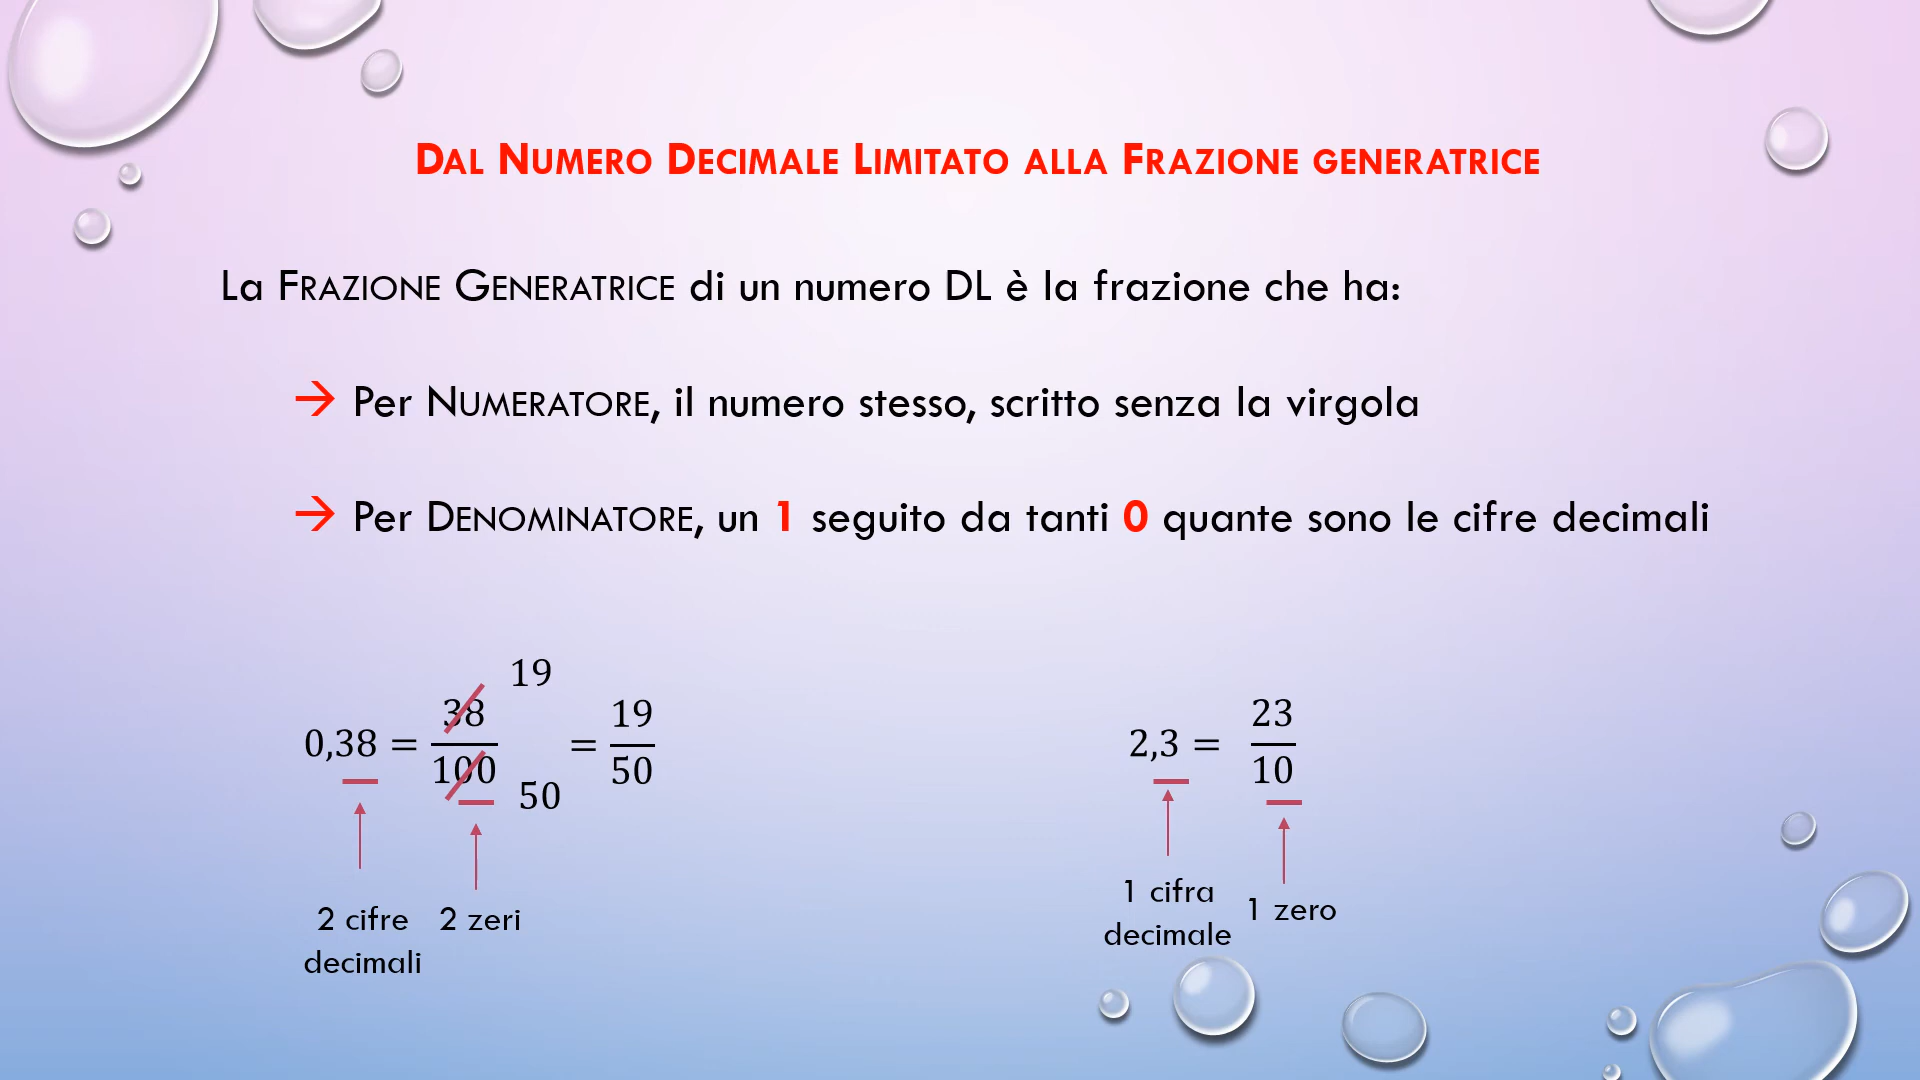 DAL NUMERO DECIMALE LIMITATO ALLA FRAZIONE GENERATRICE
La FRAZIONE GENERATRICE di un numero DL è la frazione che ha:
→ Per NUMERATORE, il numero stesso, scritto senza la virgola
→ Per DENOMINATORE, un 1 seguito da tanti 0 quante sono le cifre decimali
0,38 = 38/100 19 50 = 19/50
2 cifre decimali
2 zeri
2,3 = 23/10
1 cifra decimale
1 zero